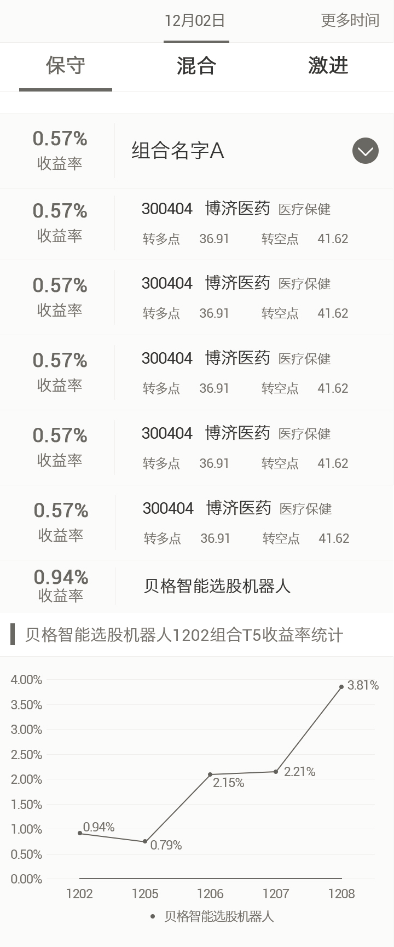 12月02日 更多时间
保守 混合 激进
0.57% 组合名字A
收益率
0.57% 300404 博济医药 医疗保健
收益率 转多点 36.91 转空点 41.62
0.57% 300404 博济医药 医疗保健
收益率 转多点 36.91 转空点 41.62
0.57% 300404 博济医药 医疗保健
收益率 转多点 36.91 转空点 41.62
0.57% 300404 博济医药 医疗保健
收益率 转多点 36.91 转空点 41.62
0.57% 300404 博济医药 医疗保健
收益率 转多点 36.91 转空点 41.62
0.94% 贝格智能选股机器人
收益率
贝格智能选股机器人1202组合T5收益率统计
4.00%
3.81%
3.50%
3.00%
2.50%
2.21%
2.00%
2.15%
1.50%
1.00%
0.94%
0.79%
0.50%
0.00%
1202 1205 1206 1207 1208
贝格智能选股机器人